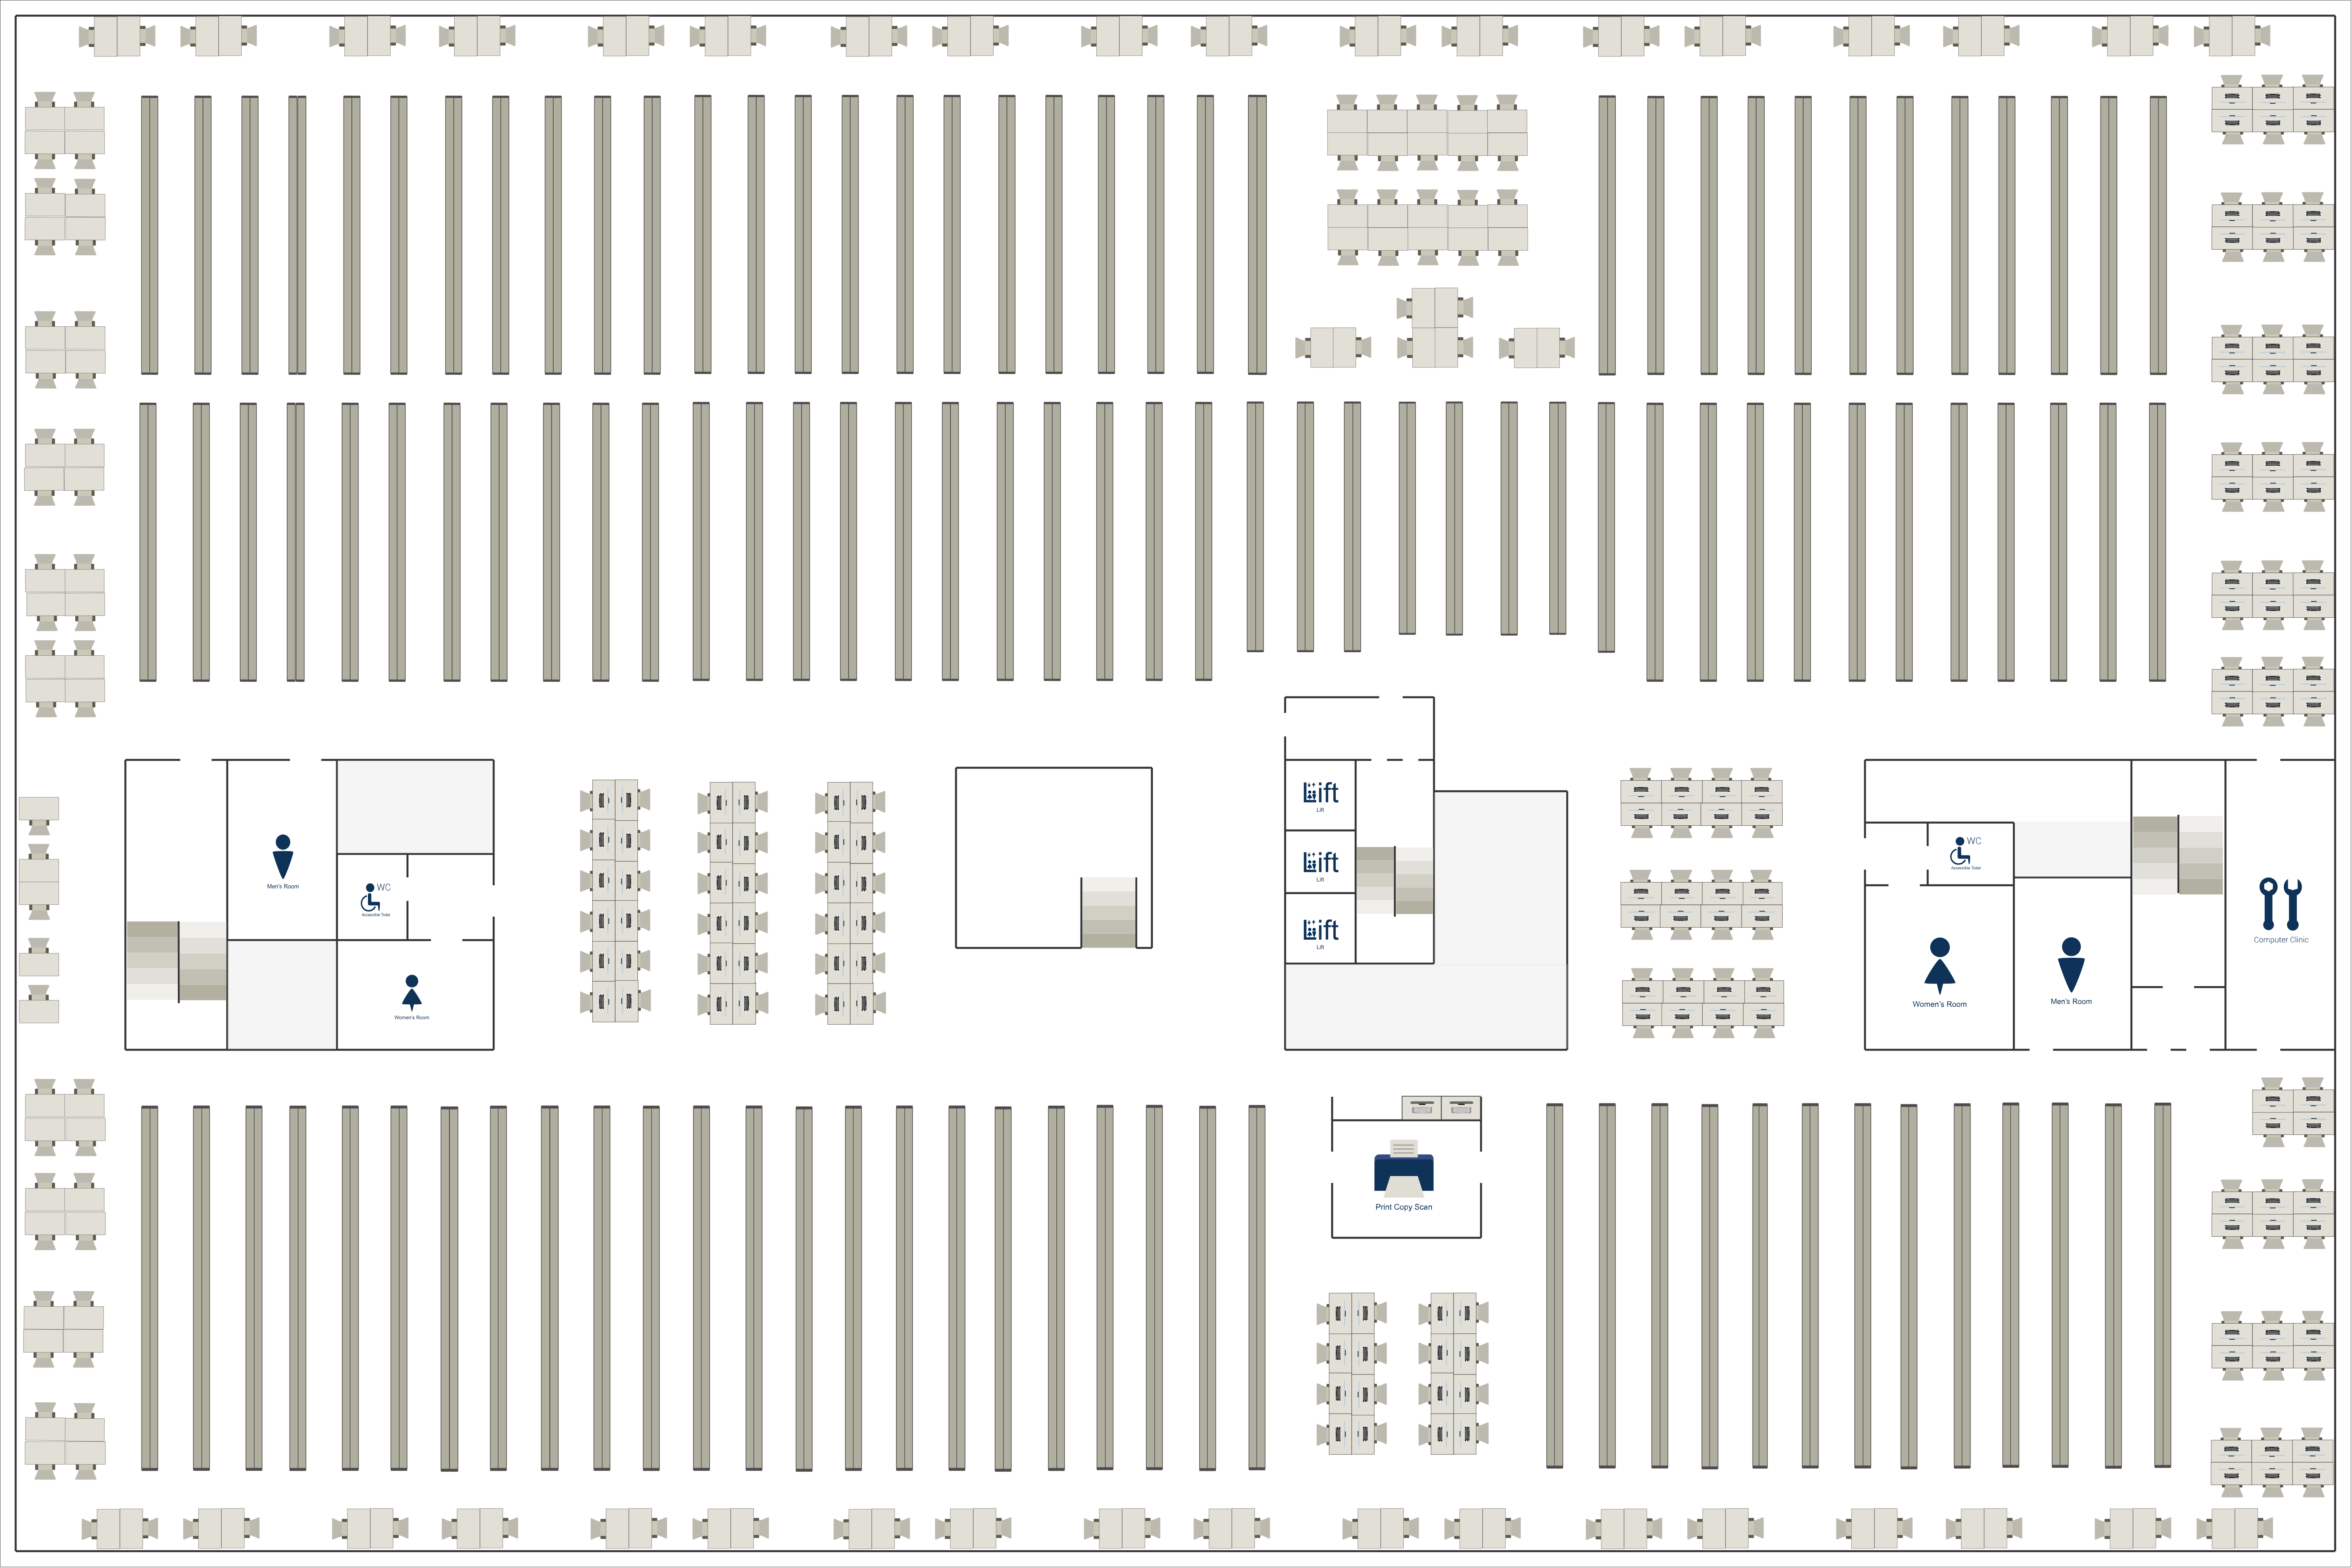 Lift
Lift
Lift
Lift
Lift
Lift
Men's Room
WC
Accessible Toilet
Women's Room
WC
Accessible Toilet
Women's Room
Men's Room
Computer Clinic
Print Copy Scan